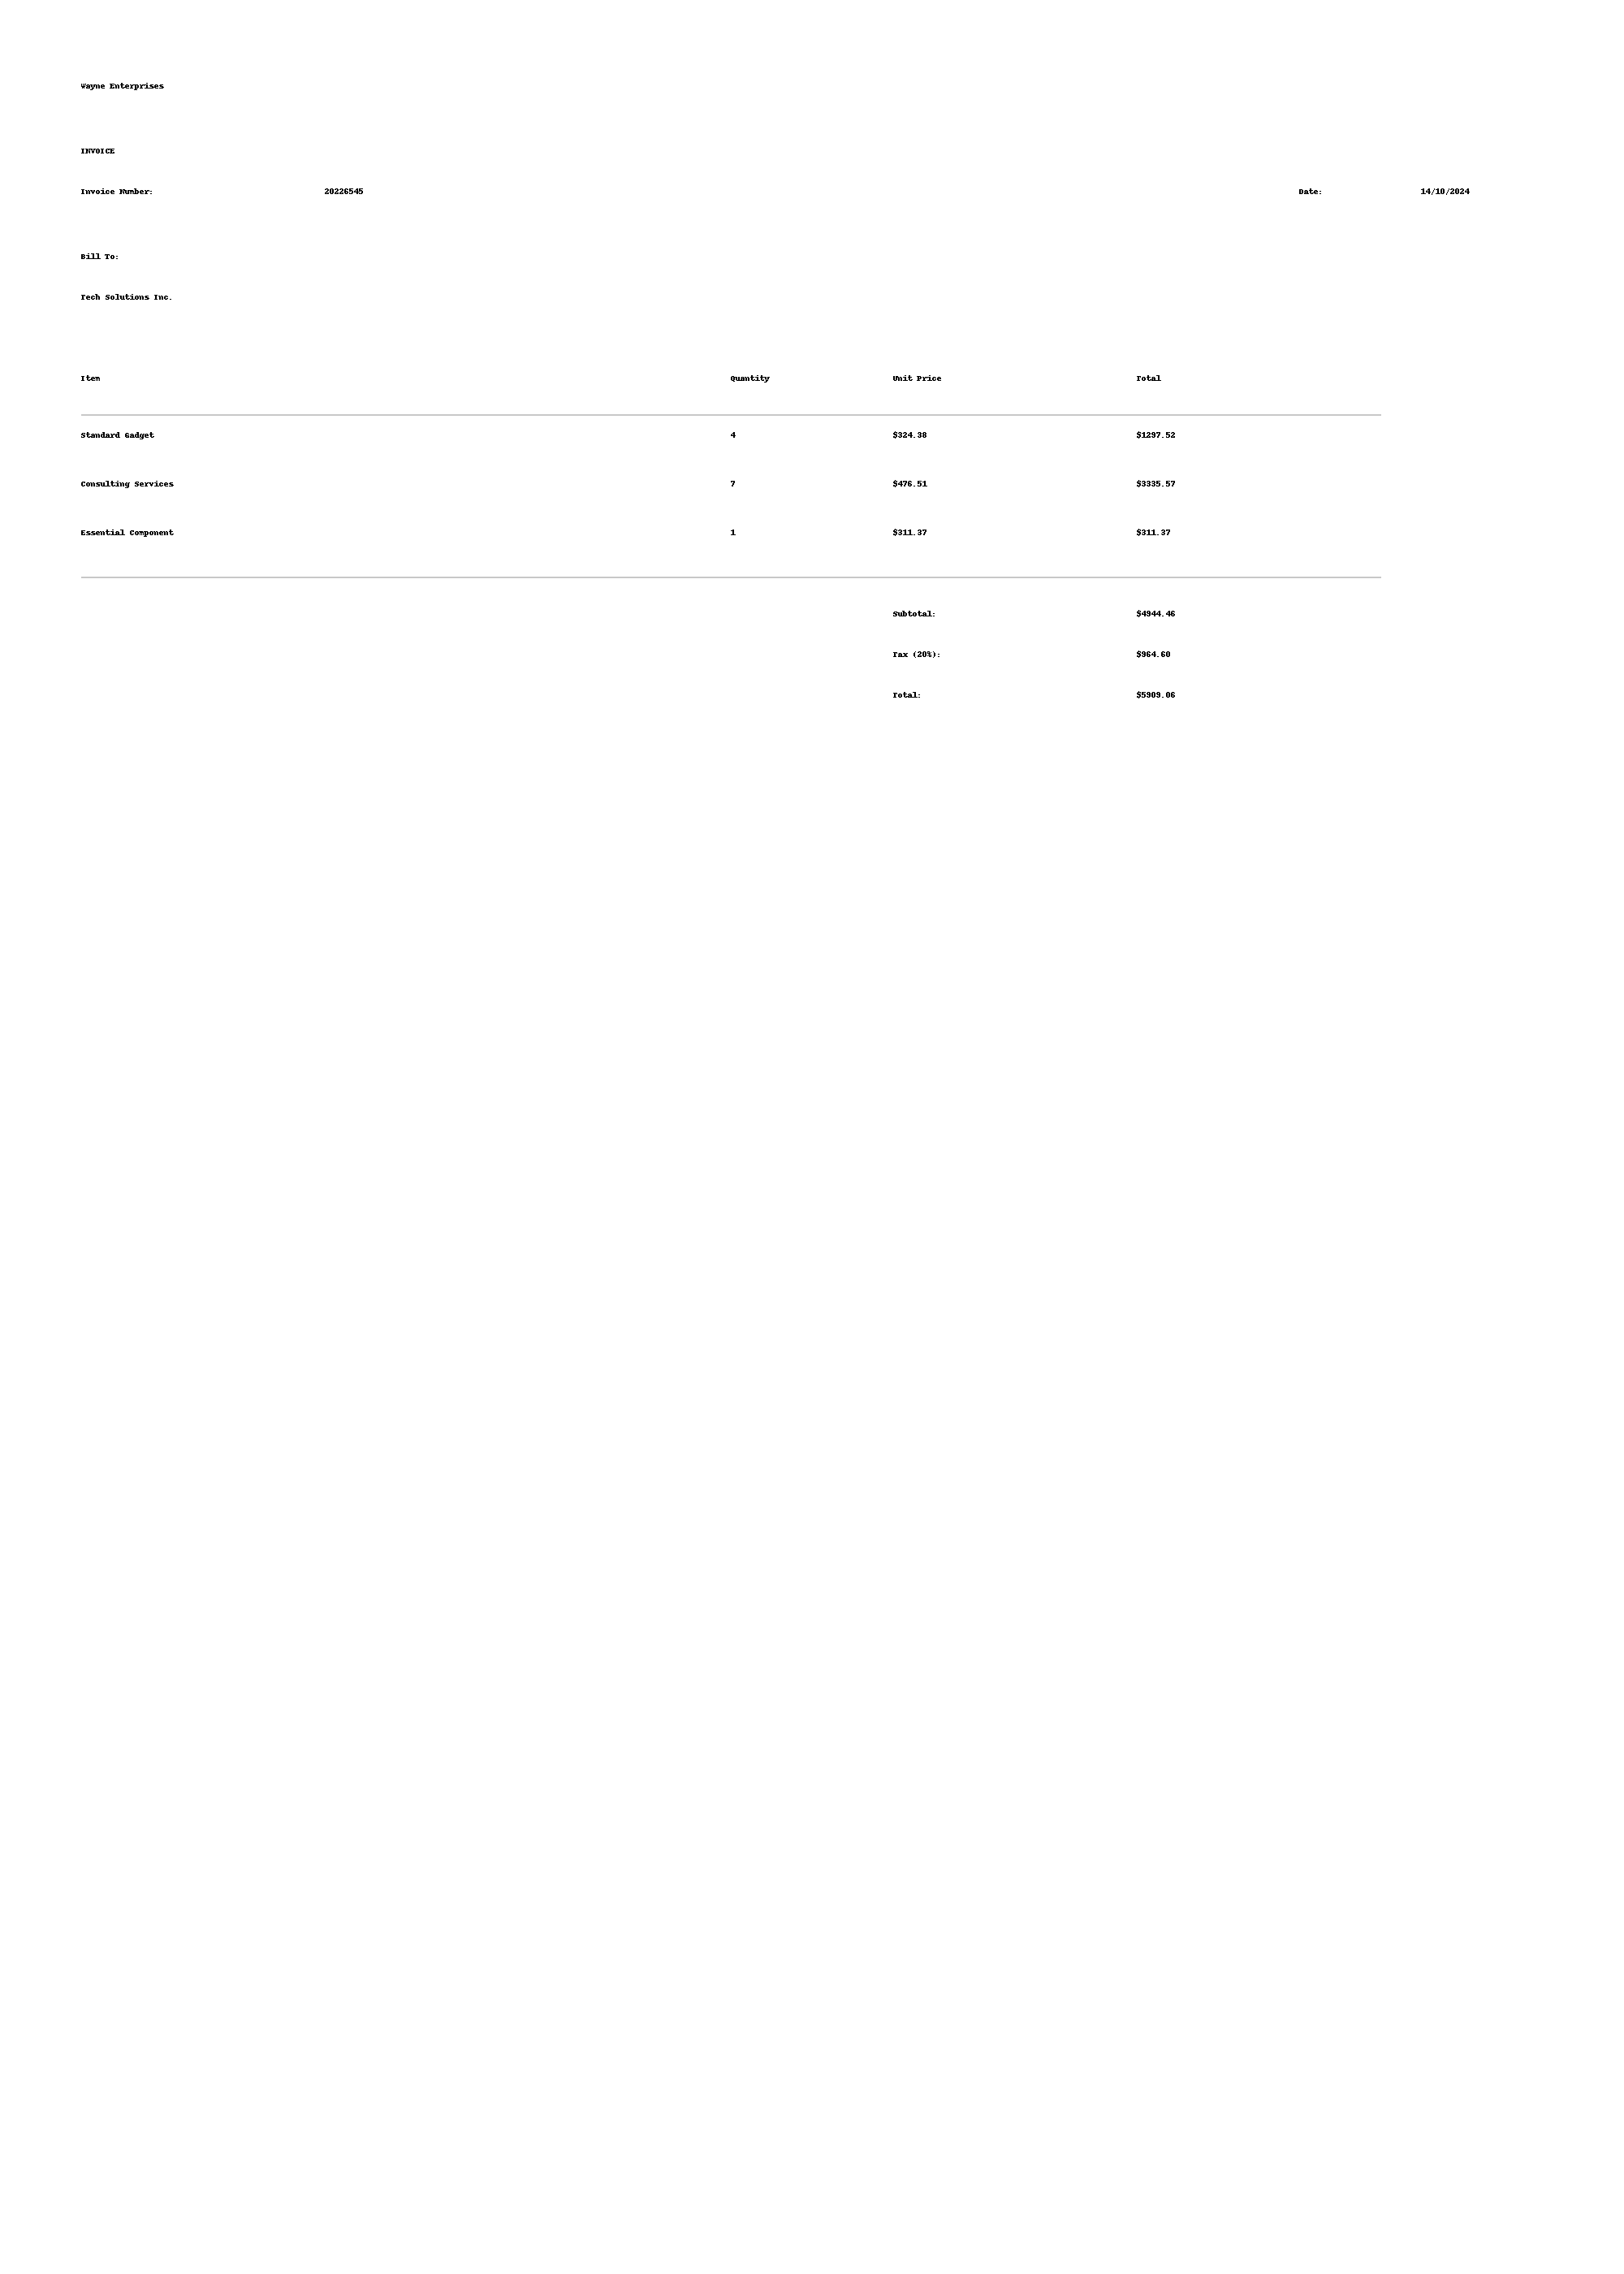 Wayne Enterprises
INVOICE
Invoice Number: 20226545 Date: 14/10/2024
Bill To:
Tech Solutions Inc.
Item Quantity Unit Price Total
Standard Gadget 4 $324.38 $1297.52
Consulting Services 7 $476.51 $3335.57
Essential Component 1 $311.37 $311.37
Subtotal: $4944.46
Tax (20%): $964.60
Total: $5909.06